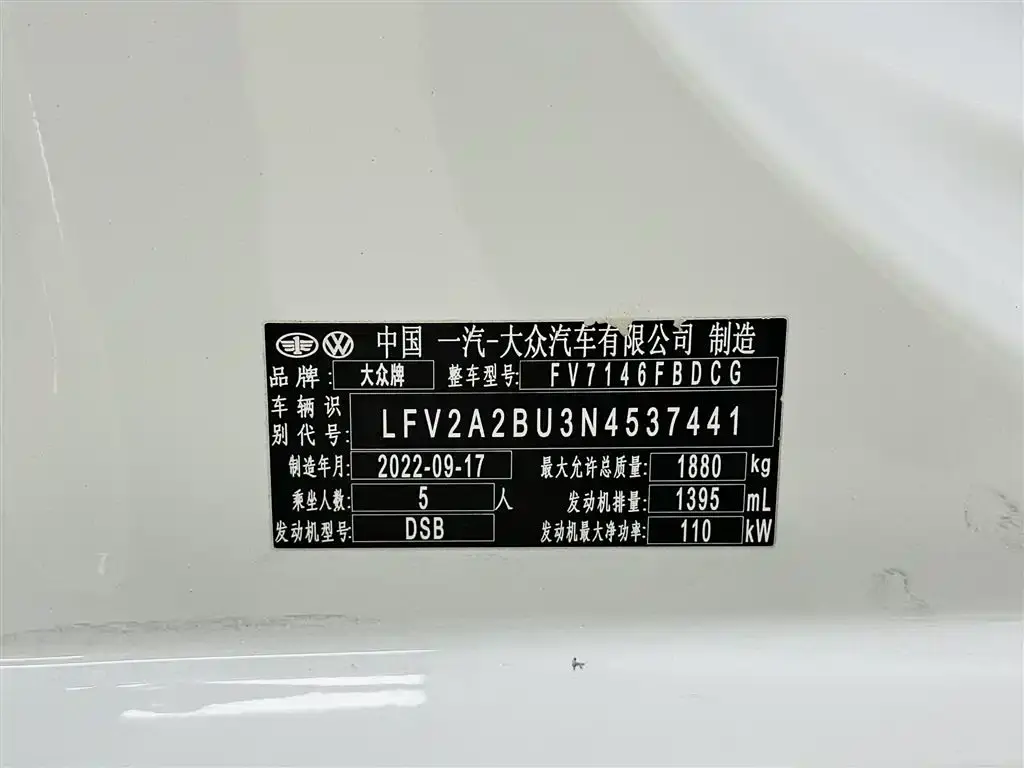 中国 一汽-大众汽车有限公司 制造
品牌: 大众牌 整车型号: FV7146FBDCG
车辆识别代号: LFV2A2BU3N4537441
制造年月: 2022-09-17 最大允许总质量: 1880 kg
乘坐人数: 5 人 发动机排量: 1395 mL
发动机型号: DSB 发动机最大净功率: 110 kW